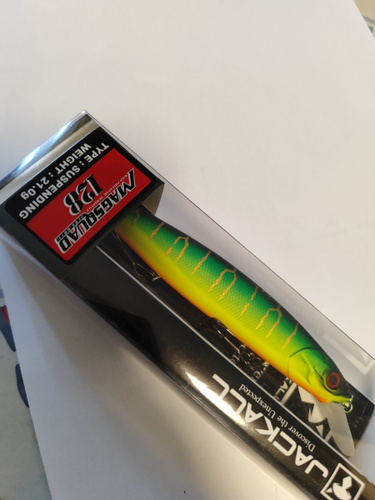 MAGSQUAD
128
TYPE : SUSPENDING
WEIGHT : 21.0g
JACKALL
Discover the Unexpected